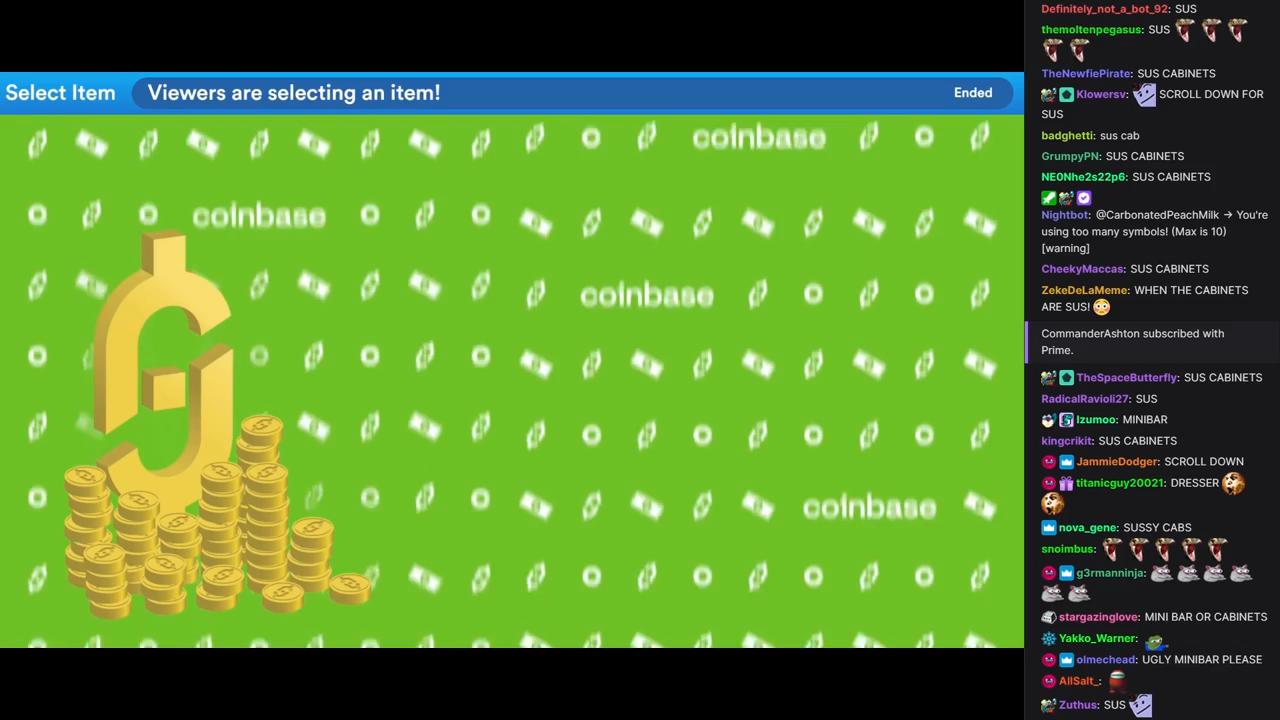 Select Item
Viewers are selecting an item!
Ended
coinbase
coinbase
coinbase
coinbase
Definitely_not_a_bot_92: SUS
themoltenpegasus: SUS
TheNewfiePirate: SUS CABINETS
Klowersv: SCROLL DOWN FOR
SUS
badghetti: sus cab
GrumpyPN: SUS CABINETS
NE0Nhe2s22p6: SUS CABINETS
Nightbot: @CarbonatedPeachMilk → You're
using too many symbols! (Max is 10)
[warning]
CheekyMaccas: SUS CABINETS
ZekeDeLaMeme: WHEN THE CABINETS
ARE SUS!
CommanderAshton subscribed with
Prime.
TheSpaceButterfly: SUS CABINETS
RadicalRavioli27: SUS
Izumoo: MINIBAR
kingcrikit: SUS CABINETS
JammieDodger: SCROLL DOWN
titanicguy20021: DRESSER
nova_gene: SUSSY CABS
snoimbus:
g3rmanninja:
stargazinglove: MINI BAR OR CABINETS
Yakko_Warner:
olmechead: UGLY MINIBAR PLEASE
AllSalt_:
Zuthus: SUS